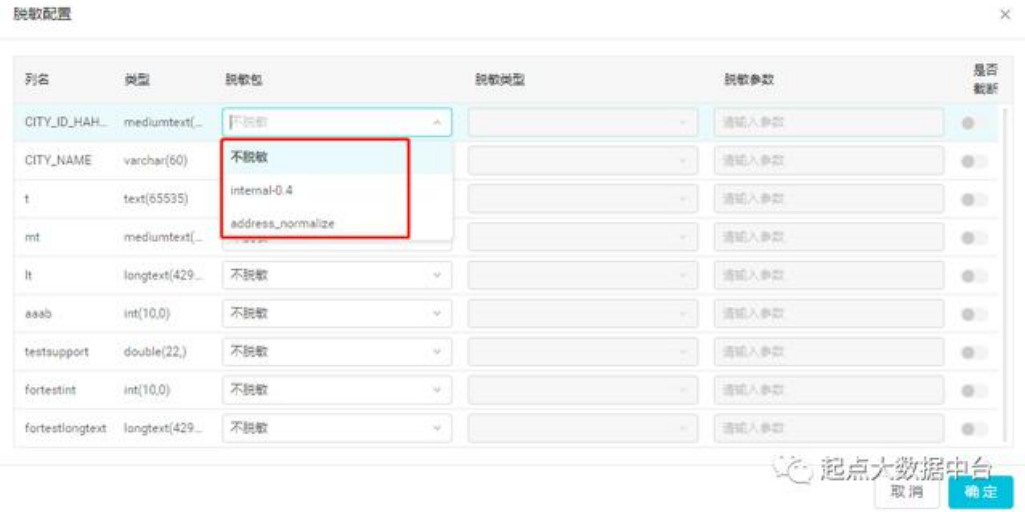 脱敏配置
列名 类型 脱敏包 脱敏类型 脱敏参数 是否截断
CITY_ID_HAH... mediumtext(... 不脱敏 请输入参数
CITY_NAME varchar(60) 不脱敏 请输入参数
t text(65535) internal-0.4 请输入参数
address_normalize
mt mediumtext(... 请输入参数
lt longtext(429... 不脱敏 请输入参数
aaab int(10,0) 不脱敏 请输入参数
testsupport double(22,) 不脱敏 请输入参数
fortestint int(10,0) 不脱敏 请输入参数
fortestlongtext longtext(429... 不脱敏 请输入参数
起点大数据中台
取消 确定